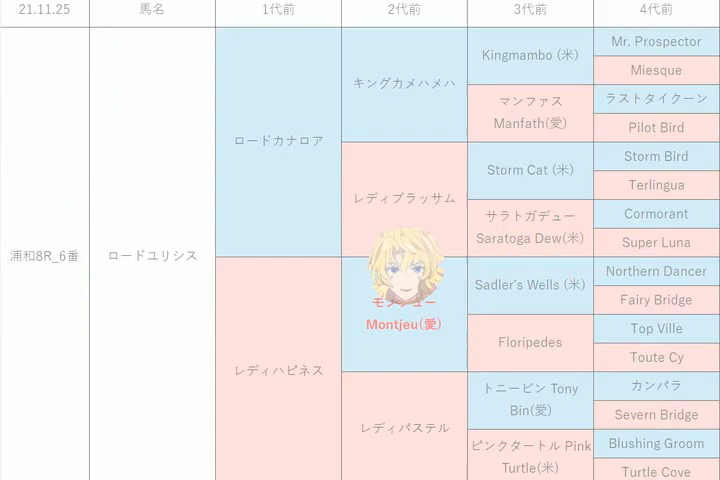 21.11.25 馬名 1代前 2代前 3代前 4代前
浦和8R_6番
ロードユリシス
ロードカナロア
レディハピネス
キングカメハメハ
レディブラッサム
モンジュー
Montjeu(愛)
レディパステル
Kingmambo (米)
マンファス
Manfath(愛)
Storm Cat (米)
サラトガデュー
Saratoga Dew(米)
Sadler's Wells (米)
Floripedes
トニービン Tony
Bin(愛)
ピンクタートル Pink
Turtle(米)
Mr. Prospector
Miesque
ラストタイクーン
Pilot Bird
Storm Bird
Terlingua
Cormorant
Super Luna
Northern Dancer
Fairy Bridge
Top Ville
Toute Cy
カンパラ
Severn Bridge
Blushing Groom
Turtle Cove